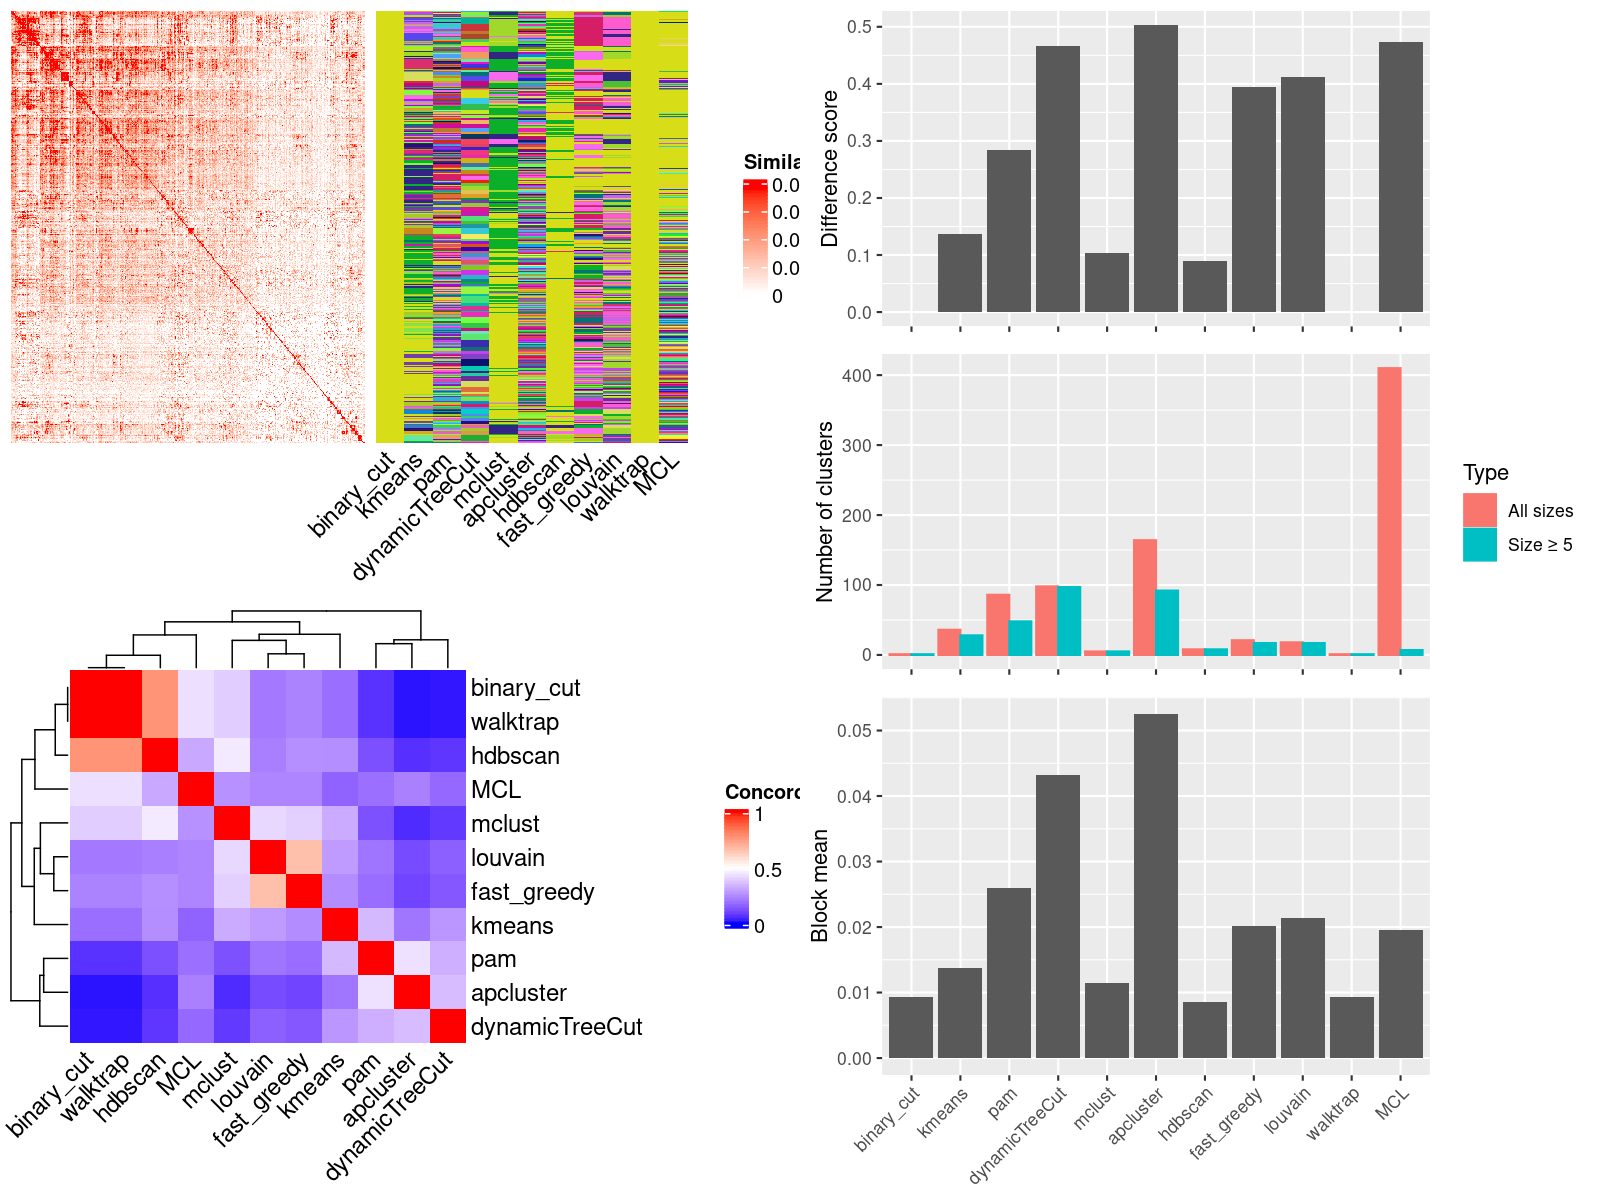 Simila
0.0
0.0
0.0
0.0
0
binary_cut
kmeans
pam
dynamicTreeCut
mclust
apcluster
hdbscan
fast_greedy
louvain
walktrap
MCL
binary_cut
walktrap
hdbscan
MCL
mclust
louvain
fast_greedy
kmeans
pam
apcluster
dynamicTreeCut
binary_cut
walktrap
hdbscan
MCL
mclust
louvain
fast_greedy
kmeans
pam
apcluster
dynamicTreeCut
Concord
1
0.5
0
Difference score
0.5
0.4
0.3
0.2
0.1
0.0
Number of clusters
400
300
200
100
0
Type
All sizes
Size ≥ 5
Block mean
0.05
0.04
0.03
0.02
0.01
0.00
binary_cut
kmeans
pam
dynamicTreeCut
mclust
apcluster
hdbscan
fast_greedy
louvain
walktrap
MCL